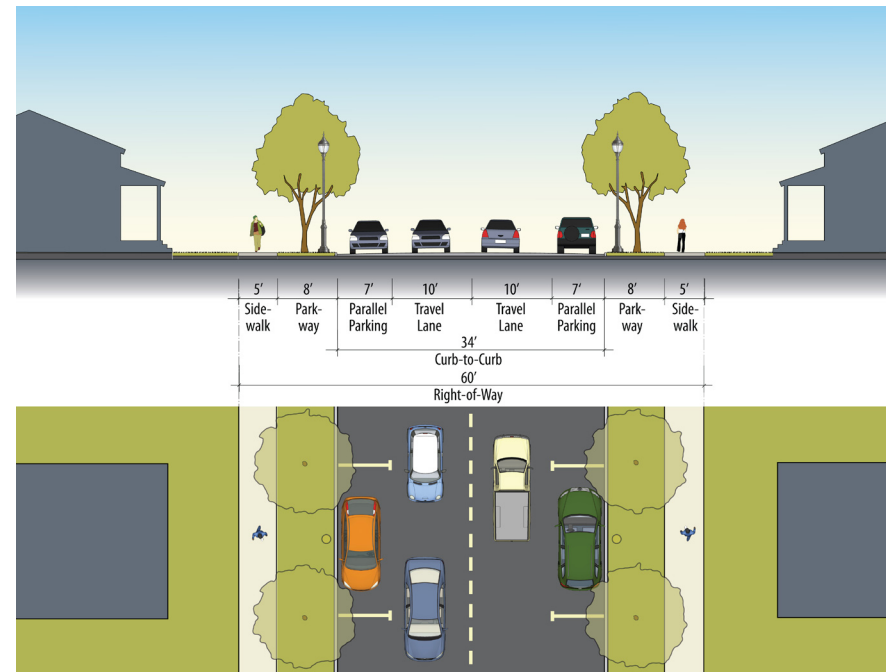 5' 8' 7' 10' 10' 7' 8' 5'
Side- Park- Parallel Travel Travel Parallel Park- Side-
walk way Parking Lane Lane Parking way walk
34'
Curb-to-Curb
60'
Right-of-Way